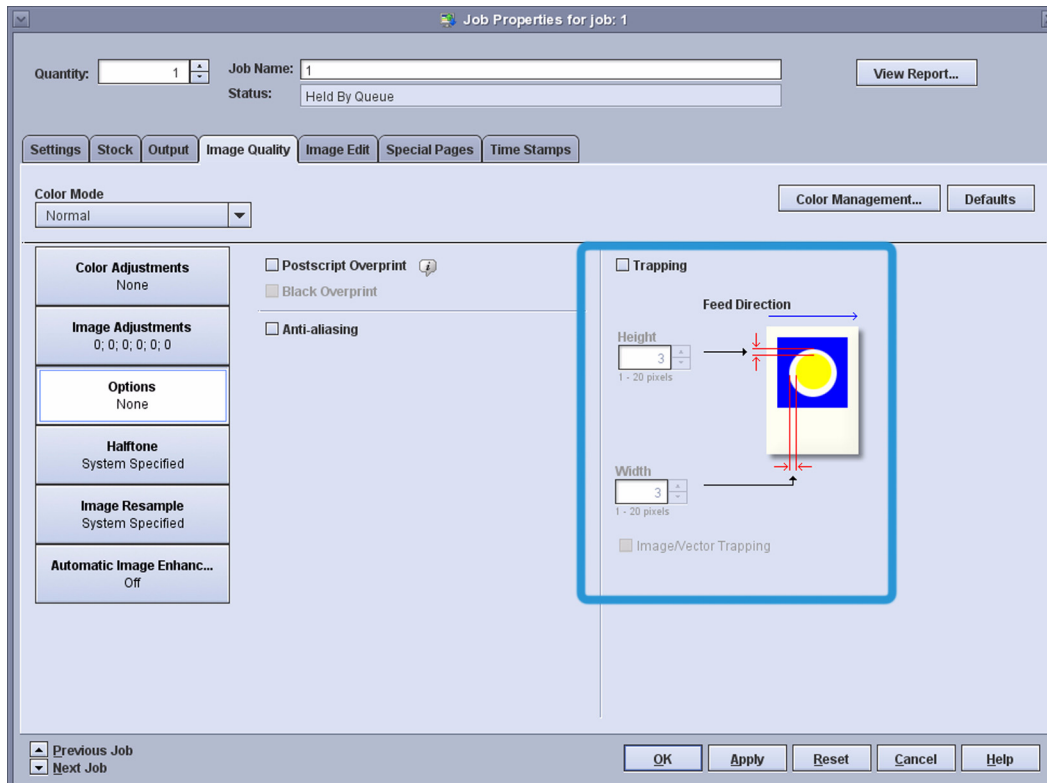 Job Properties for job: 1
Quantity: 1
Job Name: 1
View Report...
Status: Held By Queue
Settings Stock Output Image Quality Image Edit Special Pages Time Stamps
Color Mode
Normal
Color Management... Defaults
Color Adjustments
None
Image Adjustments
0; 0; 0; 0; 0; 0
Options
None
Halftone
System Specified
Image Resample
System Specified
Automatic Image Enhanc...
Off
Postscript Overprint
Black Overprint
Anti-aliasing
Trapping
Feed Direction
Height
3
1 - 20 pixels
Width
3
1 - 20 pixels
Image/Vector Trapping
Previous Job
Next Job
OK Apply Reset Cancel Help